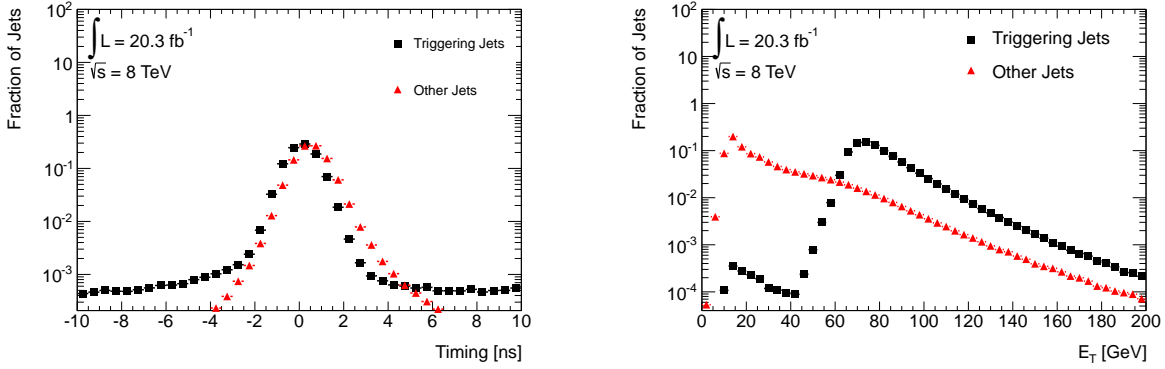 Fraction of Jets
10²
10
1
10⁻¹
10⁻²
10⁻³
∫L = 20.3 fb⁻¹
√s = 8 TeV
Triggering Jets
Other Jets
-10 -8 -6 -4 -2 0 2 4 6 8 10
Timing [ns]
Fraction of Jets
10²
10
1
10⁻¹
10⁻²
10⁻³
10⁻⁴
∫L = 20.3 fb⁻¹
√s = 8 TeV
Triggering Jets
Other Jets
0 20 40 60 80 100 120 140 160 180 200
E_T [GeV]